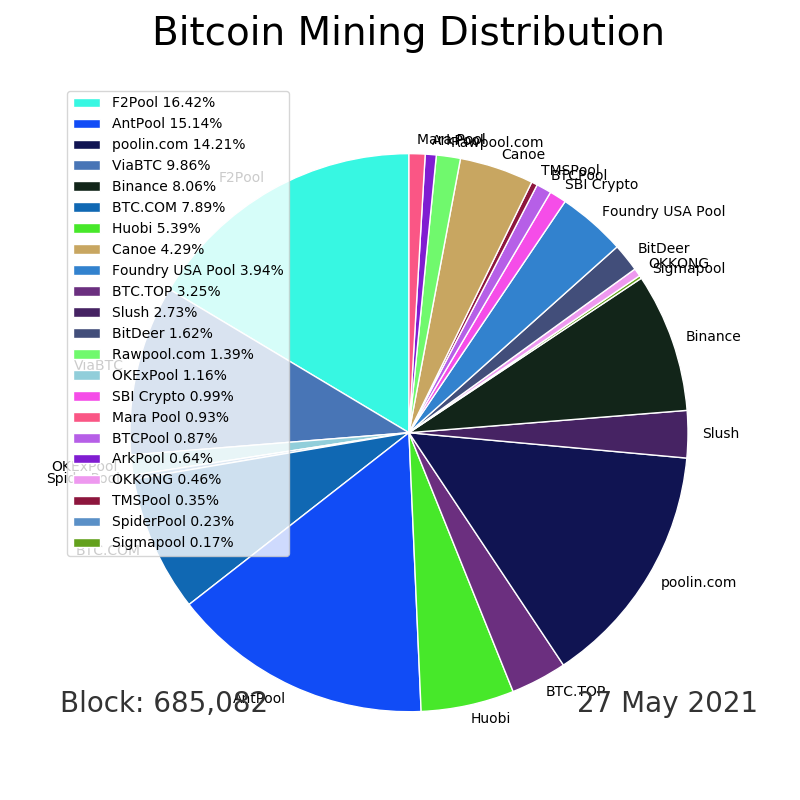 Bitcoin Mining Distribution
F2Pool 16.42%
AntPool 15.14%
poolin.com 14.21%
ViaBTC 9.86%
Binance 8.06%
BTC.COM 7.89%
Huobi 5.39%
Canoe 4.29%
Foundry USA Pool 3.94%
BTC.TOP 3.25%
Slush 2.73%
BitDeer 1.62%
Rawpool.com 1.39%
OKExPool 1.16%
SBI Crypto 0.99%
Mara Pool 0.93%
BTCPool 0.87%
ArkPool 0.64%
OKKONG 0.46%
TMSPool 0.35%
SpiderPool 0.23%
Sigmapool 0.17%
Mara Pool
ArkPool
Rawpool.com
Canoe
TMSPool
BTCPool
SBI Crypto
Foundry USA Pool
BitDeer
OKKONG
Sigmapool
Binance
Slush
poolin.com
BTC.TOP
Huobi
AntPool
BTC.COM
SpiderPool
OKExPool
ViaBTC
F2Pool
Block: 685,082
27 May 2021